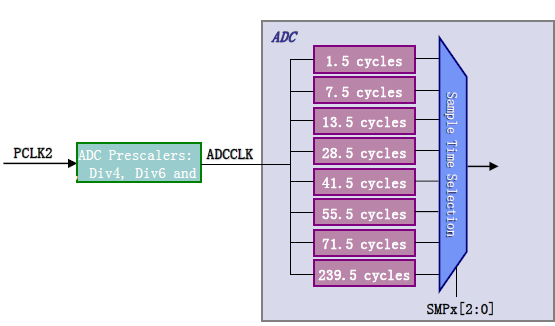 ADC
1.5 cycles
7.5 cycles
13.5 cycles
28.5 cycles
41.5 cycles
55.5 cycles
71.5 cycles
239.5 cycles
PCLK2
ADC Prescalers:
Div4, Div6 and
ADCCLK
Sample Time Selection
SMPx[2:0]